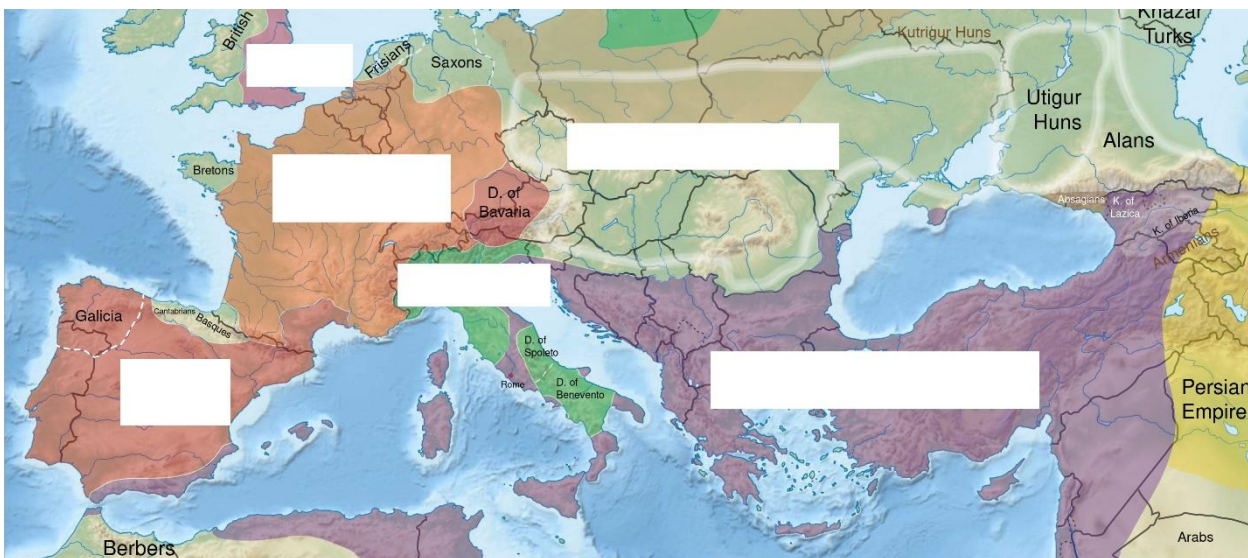 Khazar
Turks
British
Kutrigur Huns
Frisians
Saxons
Utigur
Huns
Alans
Bretons
D. of
Bavaria
Absagians
K. of
Lazica
K. of Iberia
Armenians
Galicia
Cantabrians
Basques
D. of
Spoleto
Rome
D. of
Benevento
Persian
Empire
Arabs
Berbers